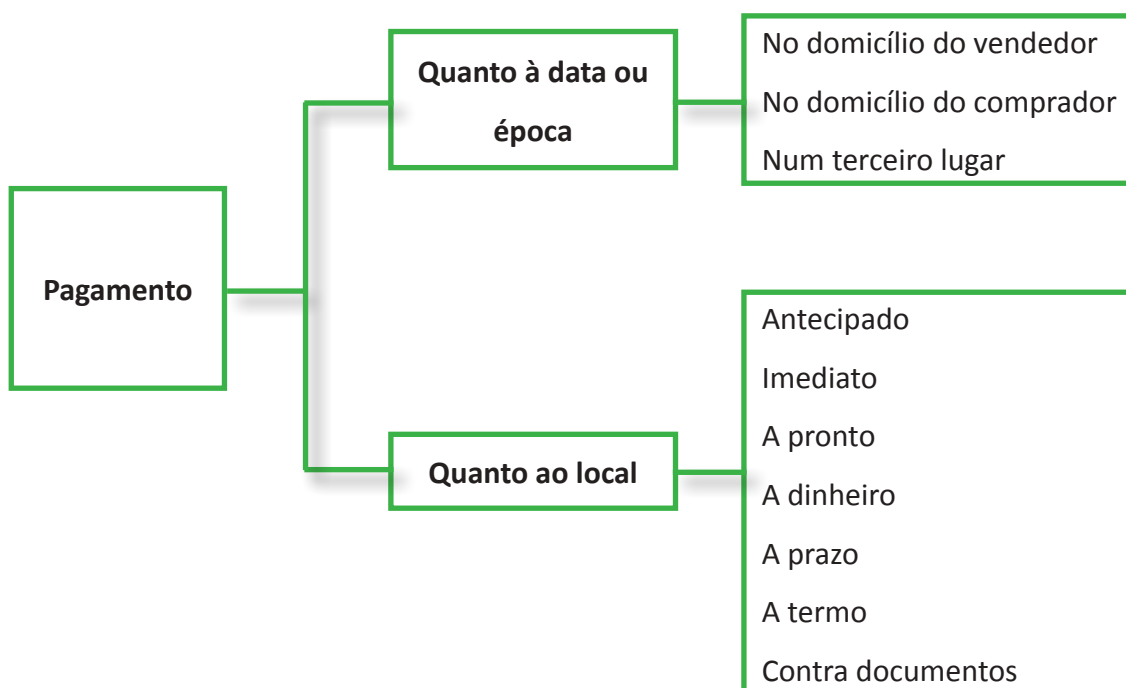 Pagamento
Quanto à data ou
época
No domicílio do vendedor
No domicílio do comprador
Num terceiro lugar
Quanto ao local
Antecipado
Imediato
A pronto
A dinheiro
A prazo
A termo
Contra documentos